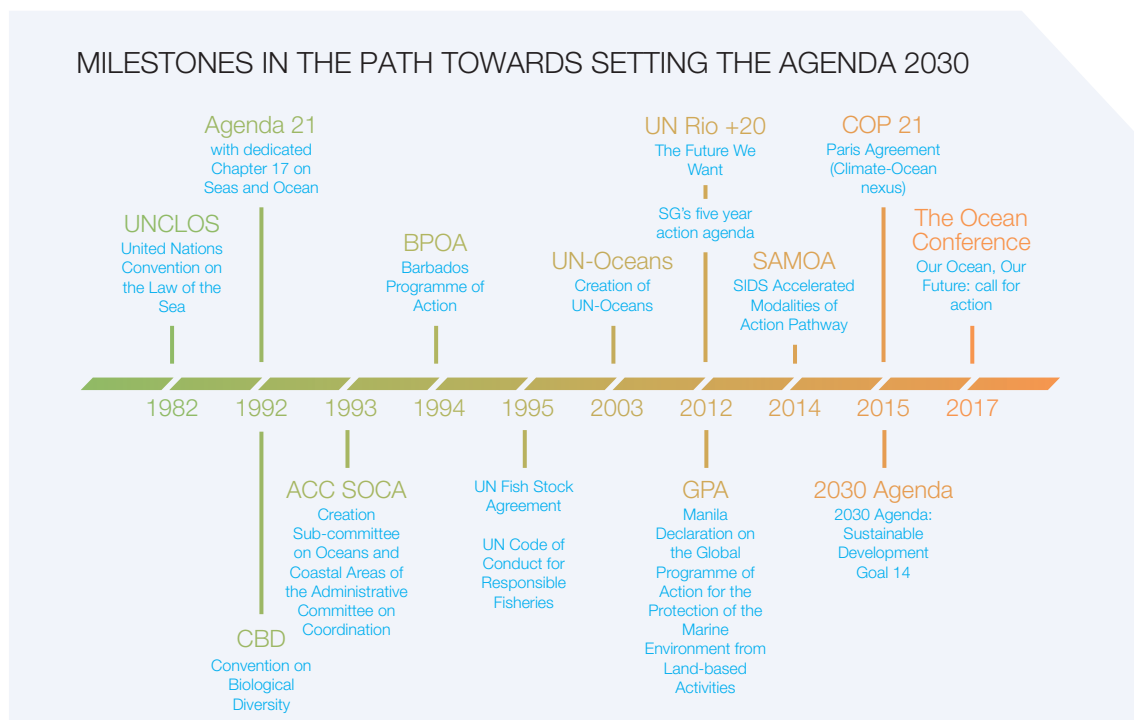 MILESTONES IN THE PATH TOWARDS SETTING THE AGENDA 2030
UNCLOS
United Nations
Convention on
the Law of the
Sea
Agenda 21
with dedicated
Chapter 17 on
Seas and Ocean
BPOA
Barbados
Programme of
Action
UN-Oceans
Creation of
UN-Oceans
UN Rio +20
The Future We
Want
SG's five year
action agenda
SAMOA
SIDS Accelerated
Modalities of
Action Pathway
COP 21
Paris Agreement
(Climate-Ocean
nexus)
The Ocean
Conference
Our Ocean, Our
Future: call for
action
1982 1992 1993 1994 1995 2003 2012 2014 2015 2017
CBD
Convention on
Biological
Diversity
ACC SOCA
Creation
Sub-committee
on Oceans and
Coastal Areas of
the Administrative
Committee on
Coordination
UN Fish Stock
Agreement
UN Code of
Conduct for
Responsible
Fisheries
GPA
Manila
Declaration on
the Global
Programme of
Action for the
Protection of the
Marine
Environment from
Land-based
Activities
2030 Agenda
2030 Agenda:
Sustainable
Development
Goal 14